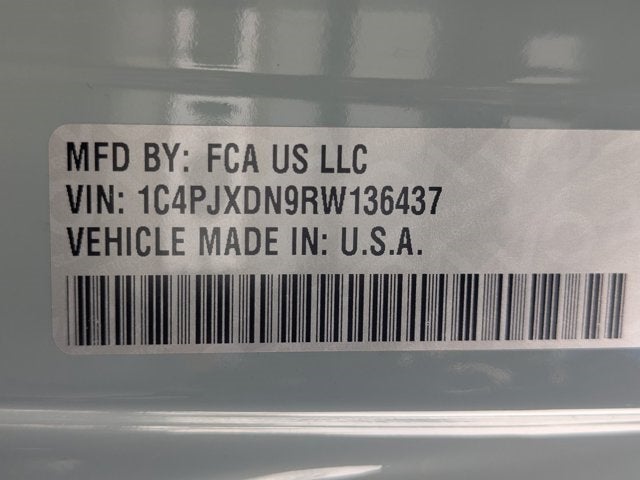 MFD BY: FCA US LLC
VIN: 1C4PJXDN9RW136437
VEHICLE MADE IN: U.S.A.